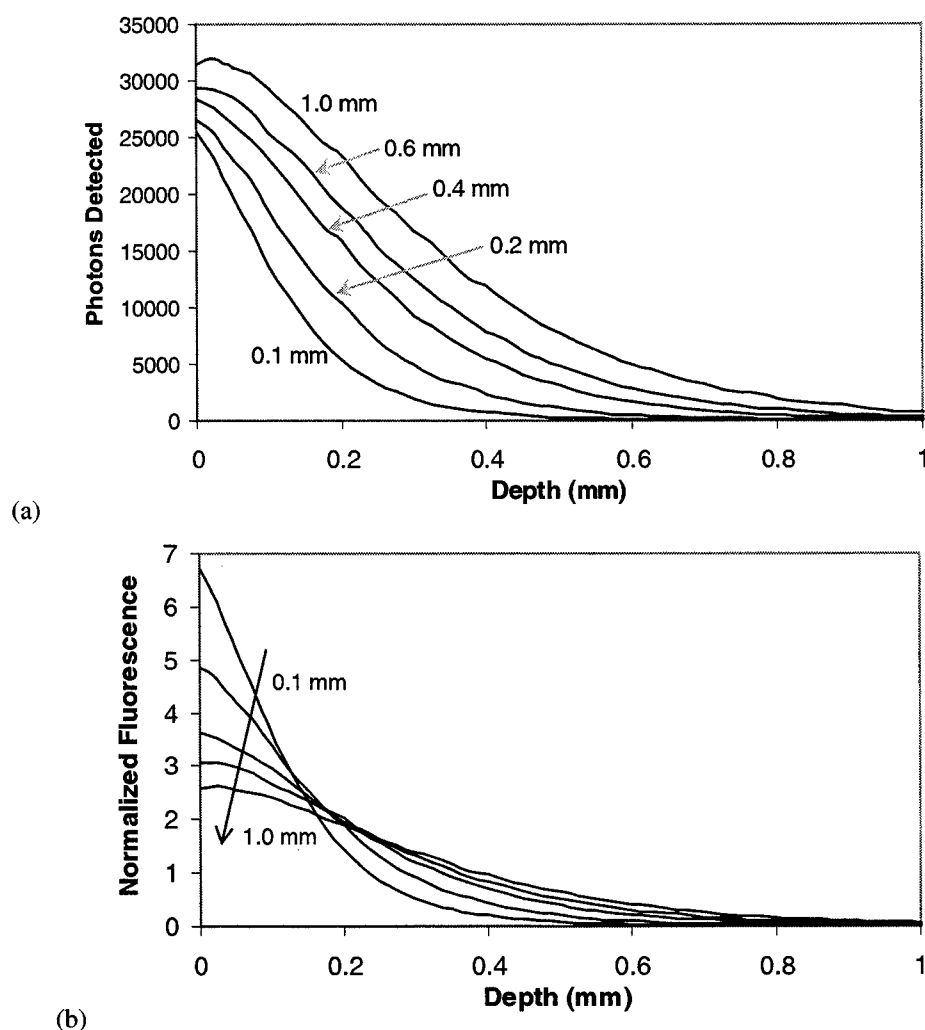 35000
30000
25000
20000
15000
10000
5000
0
Photons Detected
1.0 mm
0.6 mm
0.4 mm
0.2 mm
0.1 mm
0 0.2 0.4 0.6 0.8 1
Depth (mm)
(a)
7
6
5
4
3
2
1
0
Normalized Fluorescence
0.1 mm
1.0 mm
0 0.2 0.4 0.6 0.8 1
Depth (mm)
(b)